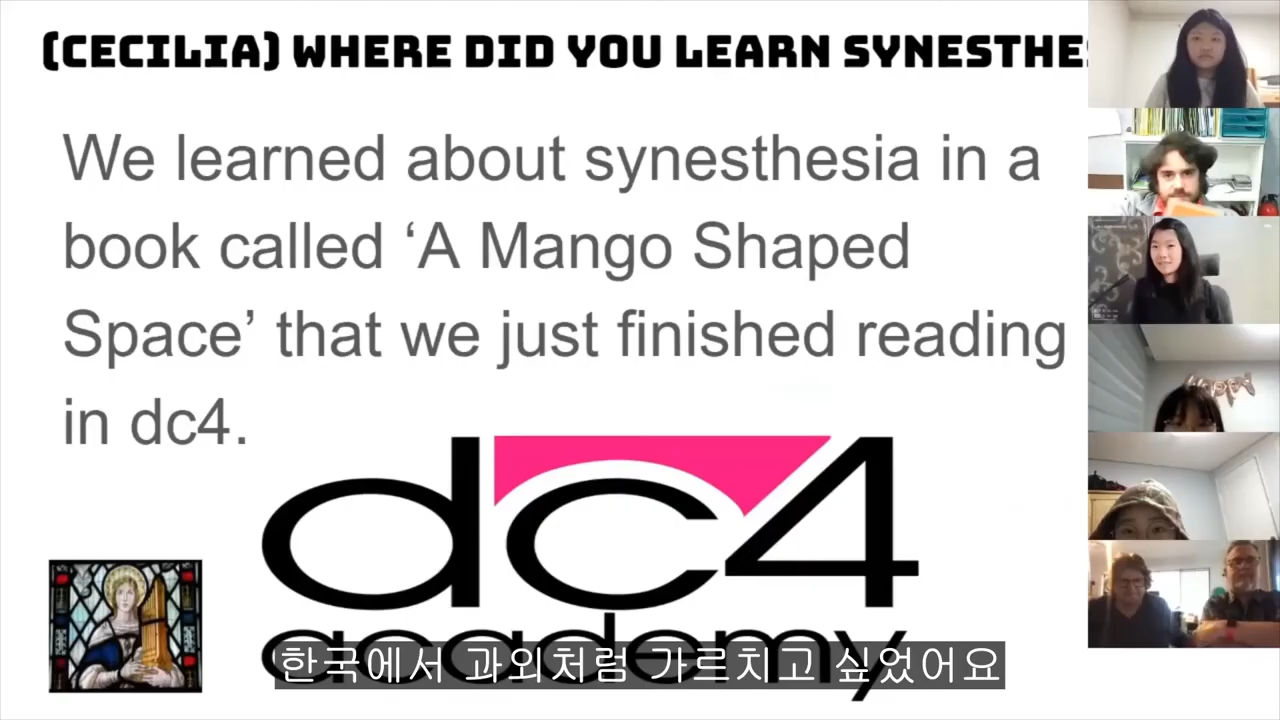 (CECILIA) WHERE DID YOU LEARN SYNESTHE
We learned about synesthesia in a
book called ‘A Mango Shaped
Space’ that we just finished reading
in dc4.
dc4
academy
한국에서 과외처럼 가르치고 싶었어요